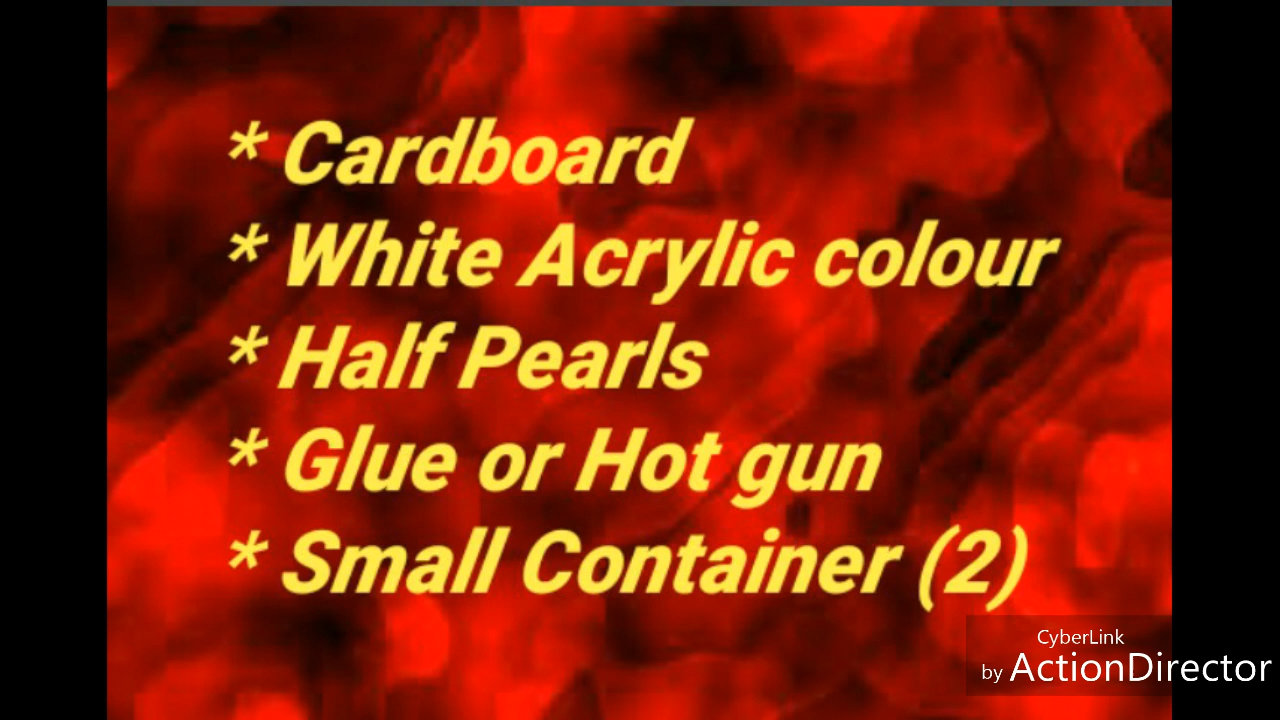 * Cardboard
* White Acrylic colour
* Half Pearls
* Glue or Hot gun
* Small Container (2)
CyberLink
by ActionDirector